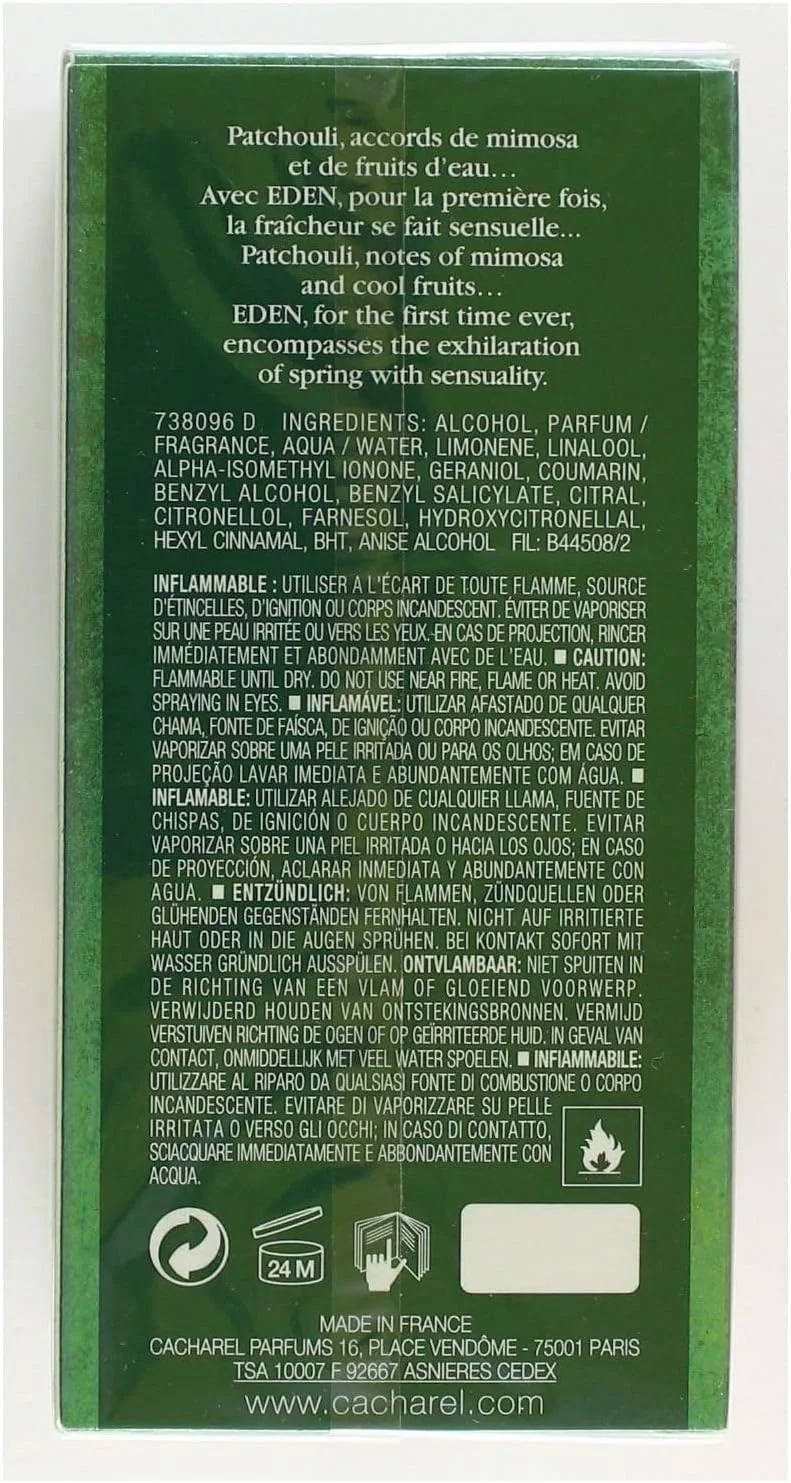 Patchouli, accords de mimosa
et de fruits d'eau...
Avec EDEN, pour la première fois,
la fraîcheur se fait sensuelle...
Patchouli, notes of mimosa
and cool fruits...
EDEN, for the first time ever,
encompasses the exhilaration
of spring with sensuality.
738096 D INGREDIENTS: ALCOHOL, PARFUM /
FRAGRANCE, AQUA / WATER, LIMONENE, LINALOOL,
ALPHA-ISOMETHYL IONONE, GERANIOL, COUMARIN,
BENZYL ALCOHOL, BENZYL SALICYLATE, CITRAL,
CITRONELLOL, FARNESOL, HYDROXYCITRONELLAL,
HEXYL CINNAMAL, BHT, ANISE ALCOHOL FIL: B44508/2
INFLAMMABLE : UTILISER A L'ÉCART DE TOUTE FLAMME, SOURCE
D'ÉTINCELLES, D'IGNITION OU CORPS INCANDESCENT. ÉVITER DE VAPORISER
SUR UNE PEAU IRRITÉE OU VERS LES YEUX. EN CAS DE PROJECTION, RINCER
IMMÉDIATEMENT ET ABONDAMMENT AVEC DE L'EAU. ■ CAUTION:
FLAMMABLE UNTIL DRY. DO NOT USE NEAR FIRE, FLAME OR HEAT. AVOID
SPRAYING IN EYES. ■ INFLAMÁVEL: UTILIZAR AFASTADO DE QUALQUER
CHAMA, FONTE DE FAÍSCA, DE IGNIÇÃO OU CORPO INCANDESCENTE. EVITAR
VAPORIZAR SOBRE UMA PELE IRRITADA OU PARA OS OLHOS; EM CASO DE
PROJEÇÃO LAVAR IMEDIATA E ABUNDANTEMENTE COM ÁGUA. ■
INFLAMABLE: UTILIZAR ALEJADO DE CUALQUIER LLAMA, FUENTE DE
CHISPAS, DE IGNICIÓN O CUERPO INCANDESCENTE. EVITAR
VAPORIZAR SOBRE UNA PIEL IRRITADA O HACIA LOS OJOS; EN CASO
DE PROYECCIÓN, ACLARAR INMEDIATA Y ABUNDANTEMENTE CON
AGUA. ■ ENTZÜNDLICH: VON FLAMMEN, ZÜNDQUELLEN ODER
GLÜHENDEN GEGENSTÄNDEN FERNHALTEN. NICHT AUF IRRITIERTE
HAUT ODER IN DIE AUGEN SPRÜHEN. BEI KONTAKT SOFORT MIT
WASSER GRÜNDLICH AUSSPÜLEN. ONTVLAMBAAR: NIET SPUITEN IN
DE RICHTING VAN EEN VLAM OF GLOEIEND VOORWERP.
VERWIJDERD HOUDEN VAN ONTSTEKINGSBRONNEN. VERMIJD
VERSTUIVEN RICHTING DE OGEN OF OP GEÏRRITEERDE HUID. IN GEVAL VAN
CONTACT, ONMIDDELLIJK MET VEEL WATER SPOELEN. ■ INFIAMMABILE:
UTILIZZARE AL RIPARO DA QUALSIASI FONTE DI COMBUSTIONE O CORPO
INCANDESCENTE. EVITARE DI VAPORIZZARE SU PELLE
IRRITATA O VERSO GLI OCCHI; IN CASO DI CONTATTO,
SCIACQUARE IMMEDIATAMENTE E ABBONDANTEMENTE CON
ACQUA.
24 M
MADE IN FRANCE
CACHAREL PARFUMS 16, PLACE VENDÔME - 75001 PARIS
TSA 10007 F 92667 ASNIERES CEDEX
www.cacharel.com